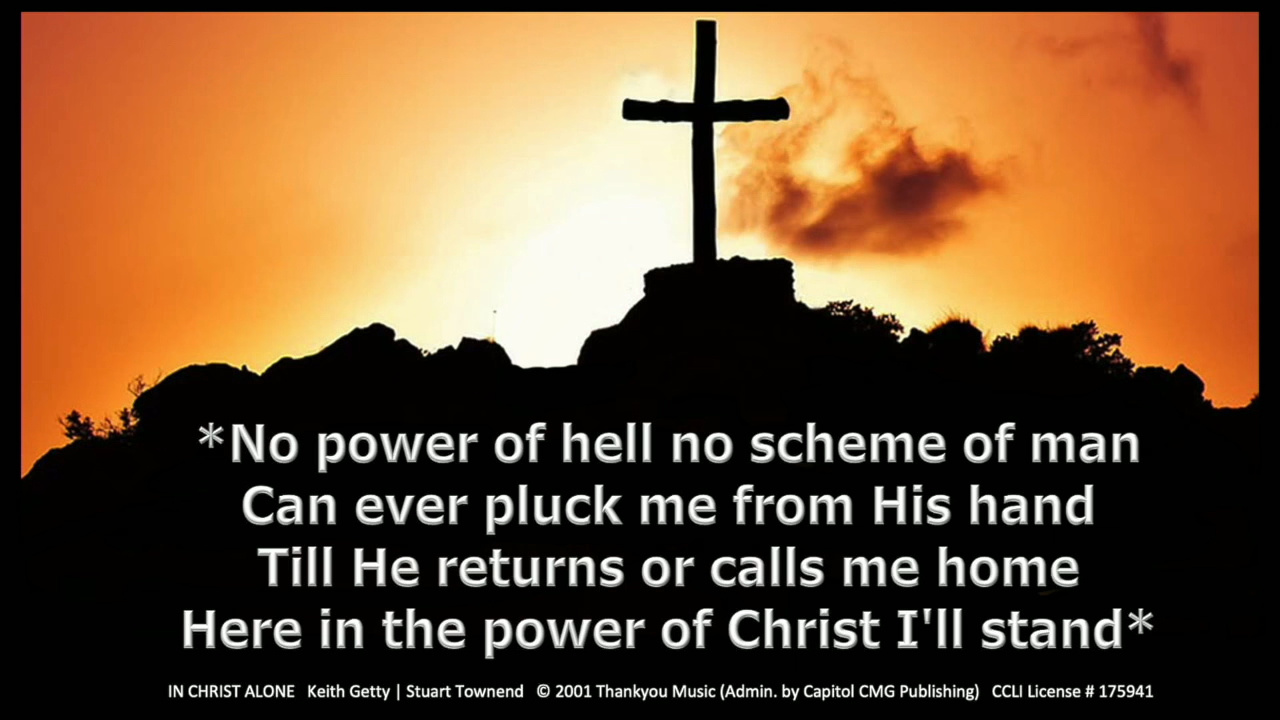 *No power of hell no scheme of man
Can ever pluck me from His hand
Till He returns or calls me home
Here in the power of Christ I'll stand*
IN CHRIST ALONE Keith Getty | Stuart Townend © 2001 Thankyou Music (Admin. by Capitol CMG Publishing) CCLI License # 175941